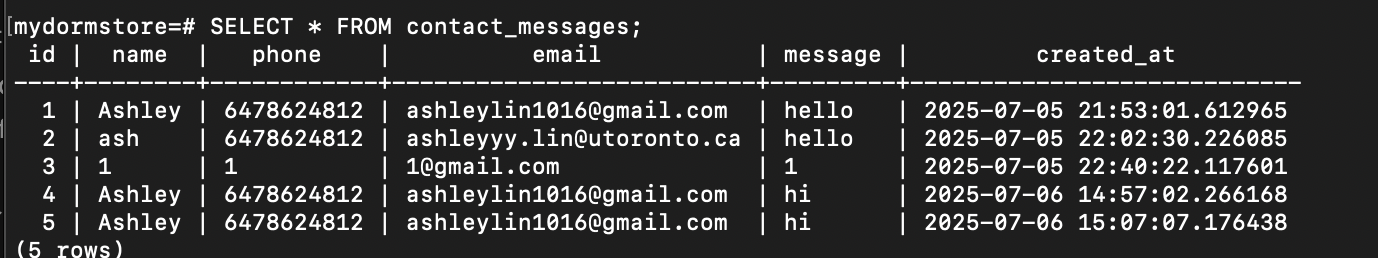 [mydormstore=# SELECT * FROM contact_messages;
 id |  name  |   phone    |           email            | message |         created_at
----+--------+------------+----------------------------+---------+----------------------------
  1 | Ashley | 6478624812 | ashleylin1016@gmail.com    | hello   | 2025-07-05 21:53:01.612965
  2 | ash    | 6478624812 | ashleyyy.lin@utoronto.ca   | hello   | 2025-07-05 22:02:30.226085
  3 | 1      | 1          | 1@gmail.com                | 1       | 2025-07-05 22:40:22.117601
  4 | Ashley | 6478624812 | ashleylin1016@gmail.com    | hi      | 2025-07-06 14:57:02.266168
  5 | Ashley | 6478624812 | ashleylin1016@gmail.com    | hi      | 2025-07-06 15:07:07.176438
(5 rows)